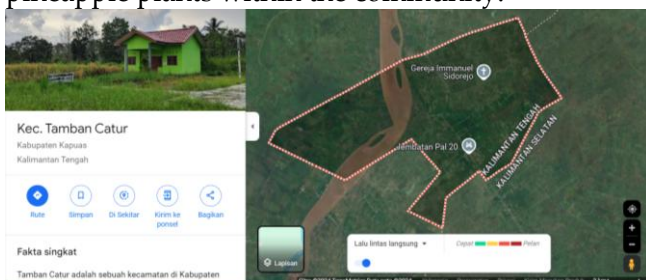 pineapple plants within the community.
Gereja Immanuel
Sidorejo
Jembatan Pal 20
KALIMANTAN TENGAH
KALIMANTAN SELATAN
Kec. Tamban Catur
Kabupaten Kapuas
Kalimantan Tengah
Rute
Simpan
Di Sekitar
Kirim ke
ponsel
Bagikan
Fakta singkat
Tamban Catur adalah sebuah kecamatan di Kabupaten
Lapisan
Lalu lintas langsung
Cepat
Pelan